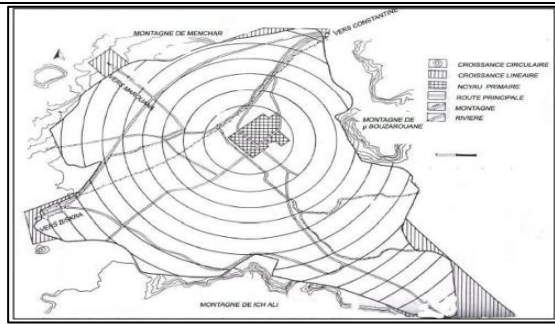 MONTAGNE DE MENCHAR
VERS CONSTANTINE
VERS
CROISSANCE CIRCULAIRE
CROISSANCE LINEAIRE
NOYAU PRIMAIRE
ROUTE PRINCIPALE
MONTAGNE
RIVIERE
MONTAGNE DE
BOUZAROUANE
VERS BISKRA
MONTAGNE DE ICH ALI